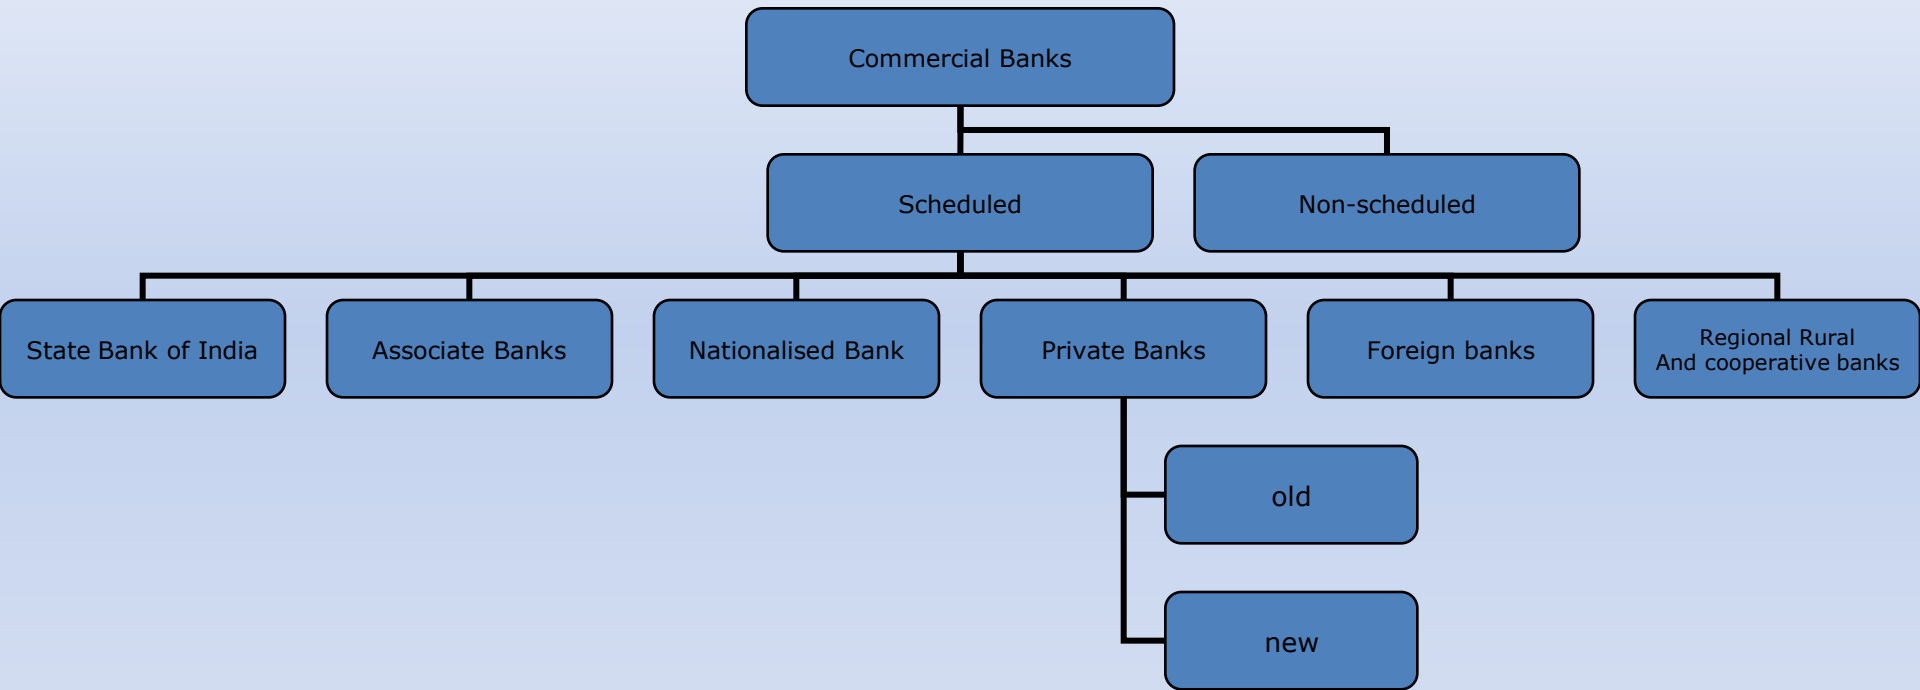 Commercial Banks
Scheduled
Non-scheduled
State Bank of India
Associate Banks
Nationalised Bank
Private Banks
Foreign banks
Regional Rural
And cooperative banks
old
new